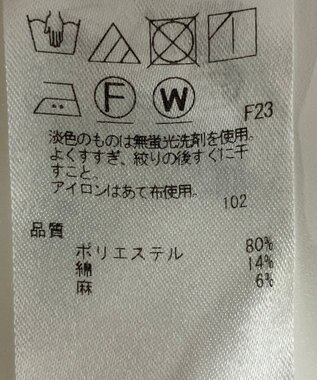 F W
F23
淡色のものは無蛍光洗剤を使用。
よくすすぎ、絞りの後すぐに干
すこと。
アイロンはあて布使用。
102
品質
ポリエステル 80%
綿 14%
麻 6%